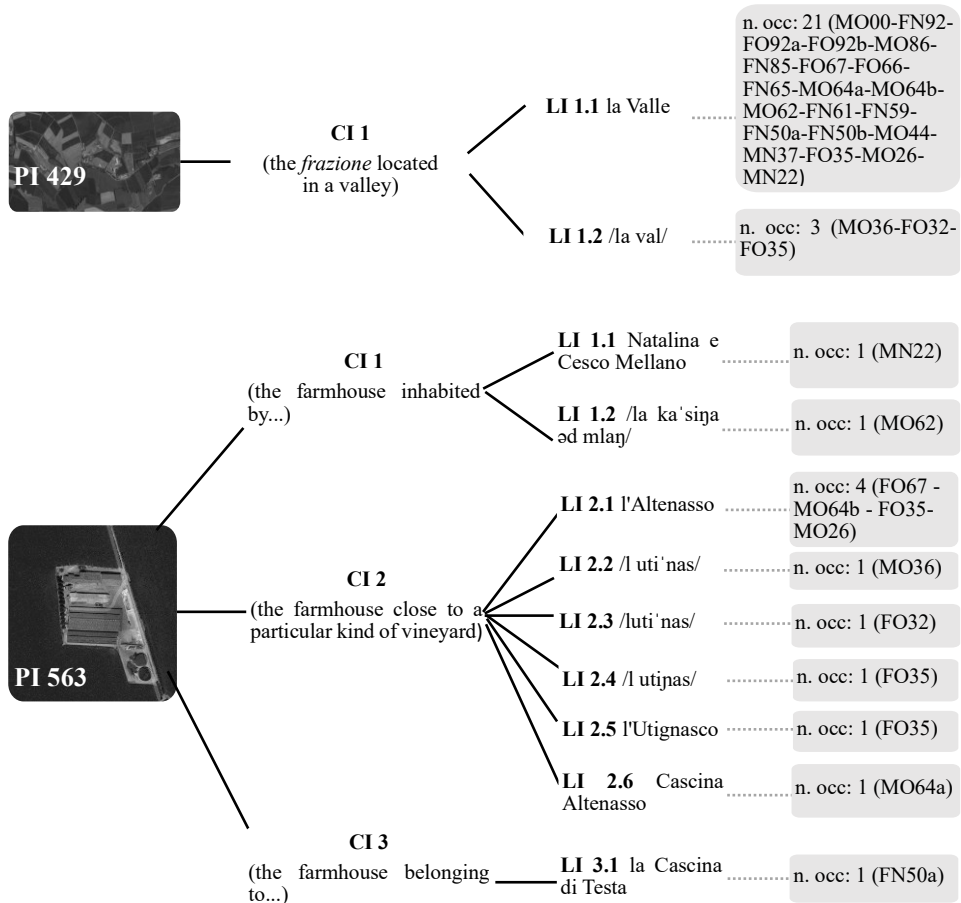 PI 429
CI 1
(the frazione located
in a valley)
LI 1.1 la Valle
n. occ: 21 (MO00-FN92-
FO92a-FO92b-MO86-
FN85-FO67-FO66-
FN65-MO64a-MO64b-
MO62-FN61-FN59-
FN50a-FN50b-MO44-
MN37-FO35-MO26-
MN22)
LI 1.2 /la val/
n. occ: 3 (MO36-FO32-
FO35)
PI 563
CI 1
(the farmhouse inhabited
by...)
LI 1.1 Natalina e
Cesco Mellano
n. occ: 1 (MN22)
LI 1.2 /la kaˈsiŋa
əd mlaŋ/
n. occ: 1 (MO62)
CI 2
(the farmhouse close to a
particular kind of vineyard)
LI 2.1 l'Altenasso
n. occ: 4 (FO67 -
MO64b - FO35-
MO26)
LI 2.2 /l utiˈnas/
n. occ: 1 (MO36)
LI 2.3 /lutiˈnas/
n. occ: 1 (FO32)
LI 2.4 /l utiɲas/
n. occ: 1 (FO35)
LI 2.5 l'Utignasco
n. occ: 1 (FO35)
LI 2.6 Cascina
Altenasso
n. occ: 1 (MO64a)
CI 3
(the farmhouse belonging
to...)
LI 3.1 la Cascina
di Testa
n. occ: 1 (FN50a)